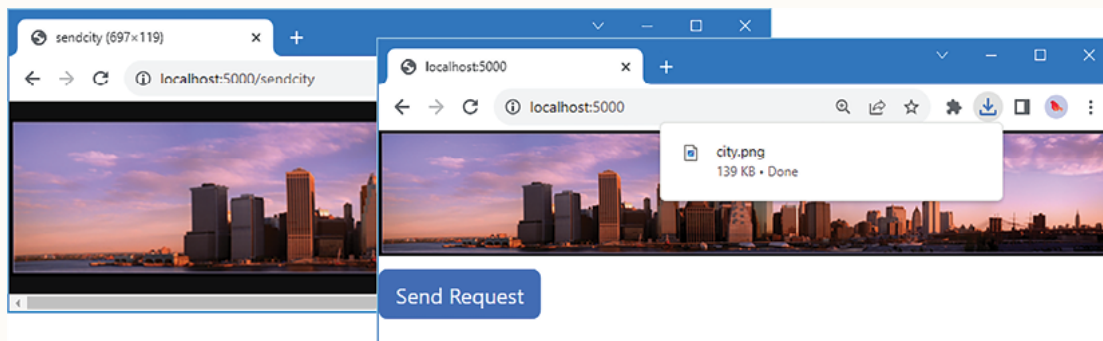 sendcity (697×119)
localhost:5000/sendcity
localhost:5000
localhost:5000
city.png
139 KB • Done
Send Request